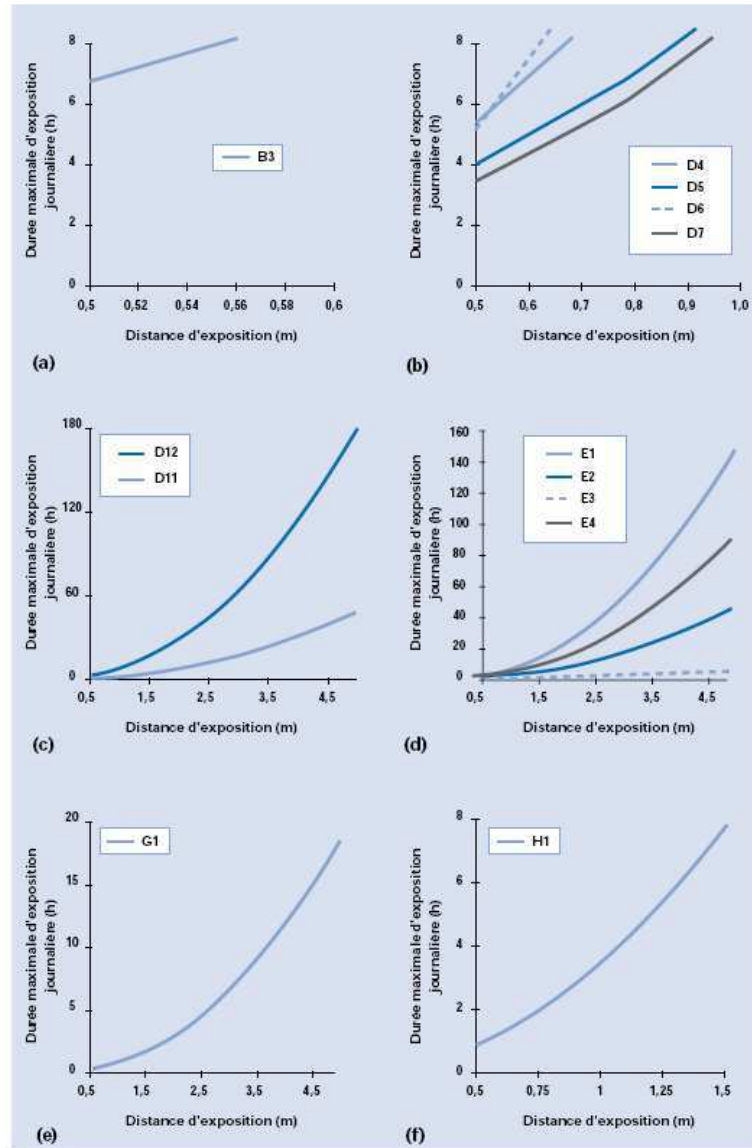 Durée maximale d'exposition
journalière (h)
8
6
4
2
0
B3
0,5
0,52
0,54
0,56
0,58
0,6
Distance d'exposition (m)
(a)
Durée maximale d'exposition
journalière (h)
8
6
4
2
0
D4
D5
D6
D7
0,5
0,6
0,7
0,8
0,9
1,0
Distance d'exposition (m)
(b)
Durée maximale d'exposition
journalière (h)
180
120
60
0
D12
D11
0,5
1,5
2,5
3,5
4,5
Distance d'exposition (m)
(c)
Durée maximale d'exposition
journalière (h)
160
140
120
100
80
60
40
20
0
E1
E2
E3
E4
0,5
1,5
2,5
3,5
4,5
Distance d'exposition (m)
(d)
Durée maximale d'exposition
journalière (h)
20
15
10
5
0
G1
0,5
1,5
2,5
3,5
4,5
Distance d'exposition (m)
(e)
Durée maximale d'exposition
journalière (h)
8
6
4
2
0
H1
0,5
0,75
1
1,25
1,5
Distance d'exposition (m)
(f)